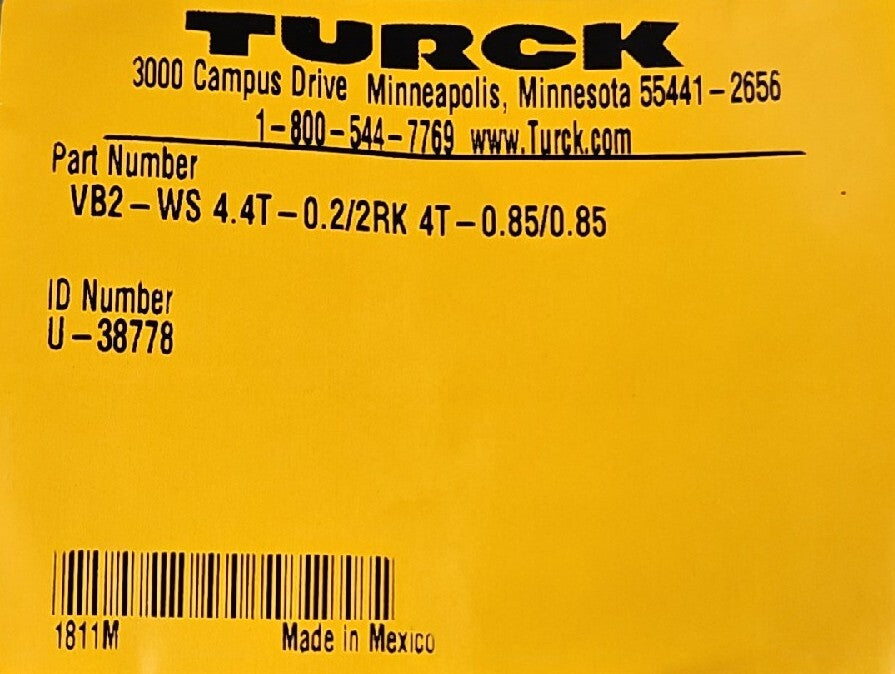 TURCK
3000 Campus Drive Minneapolis, Minnesota 55441-2656
1-800-544-7769 www.Turck.com
Part Number
VB2-WS 4.4T-0.2/2RK 4T-0.85/0.85
ID Number
U-38778
1811M Made in Mexico